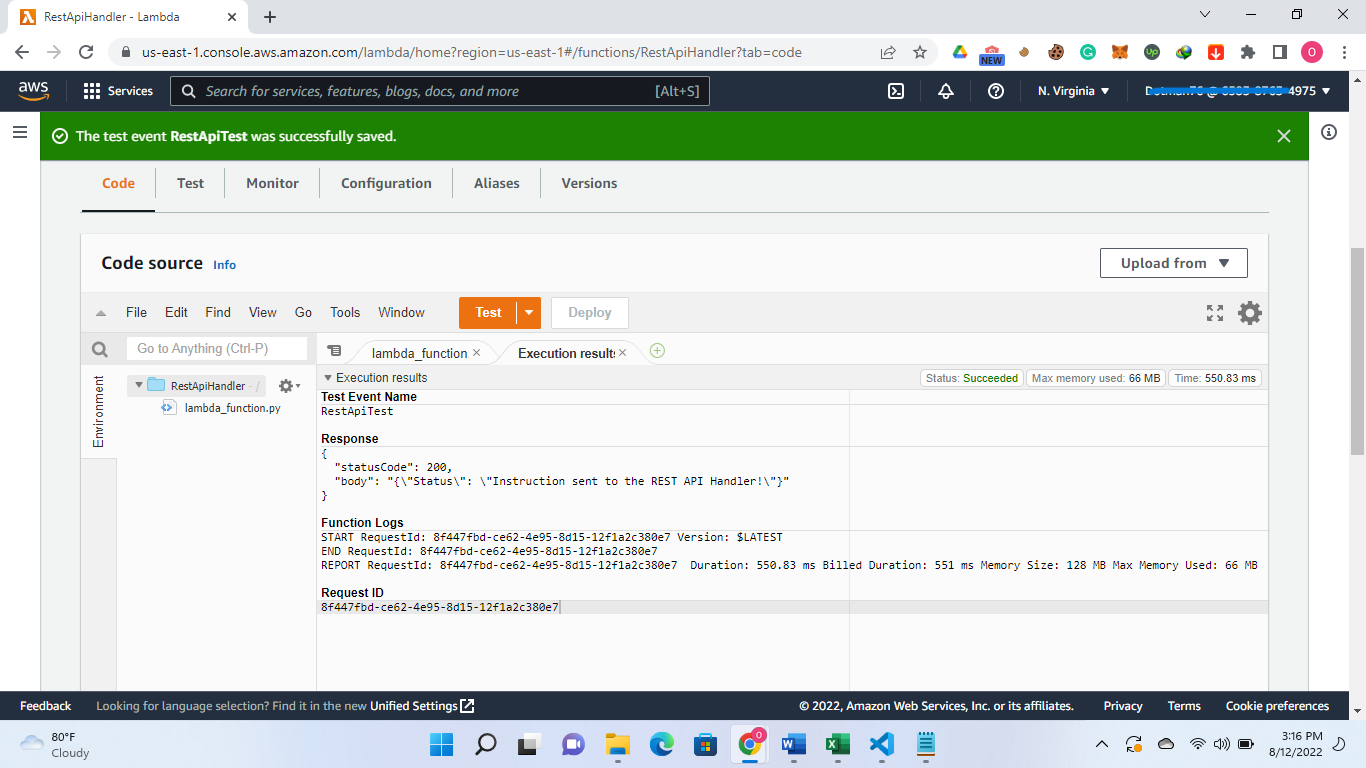 RestApiHandler - Lambda
us-east-1.console.aws.amazon.com/lambda/home?region=us-east-1#/functions/RestApiHandler?tab=code
NEW
Up
O
aws
Services
Search for services, features, blogs, docs, and more
[Alt+S]
N. Virginia
4975
The test event RestApiTest was successfully saved.
Code
Test
Monitor
Configuration
Aliases
Versions
Code source Info
Upload from
File Edit Find View Go Tools Window
Test
Deploy
Go to Anything (Ctrl-P)
lambda_function
Execution results
Environment
RestApiHandler - /
lambda_function.py
Execution results
Status: Succeeded
Max memory used: 66 MB
Time: 550.83 ms
Test Event Name
RestApiTest
Response
{
"statusCode": 200,
"body": "{\"Status\": \"Instruction sent to the REST API Handler!\"}"
}
Function Logs
START RequestId: 8f447fbd-ce62-4e95-8d15-12f1a2c380e7 Version: $LATEST
END RequestId: 8f447fbd-ce62-4e95-8d15-12f1a2c380e7
REPORT RequestId: 8f447fbd-ce62-4e95-8d15-12f1a2c380e7 Duration: 550.83 ms Billed Duration: 551 ms Memory Size: 128 MB Max Memory Used: 66 MB
Request ID
8f447fbd-ce62-4e95-8d15-12f1a2c380e7
Feedback
Looking for language selection? Find it in the new Unified Settings
© 2022, Amazon Web Services, Inc. or its affiliates.
Privacy
Terms
Cookie preferences
80°F
Cloudy
0
3:16 PM
8/12/2022